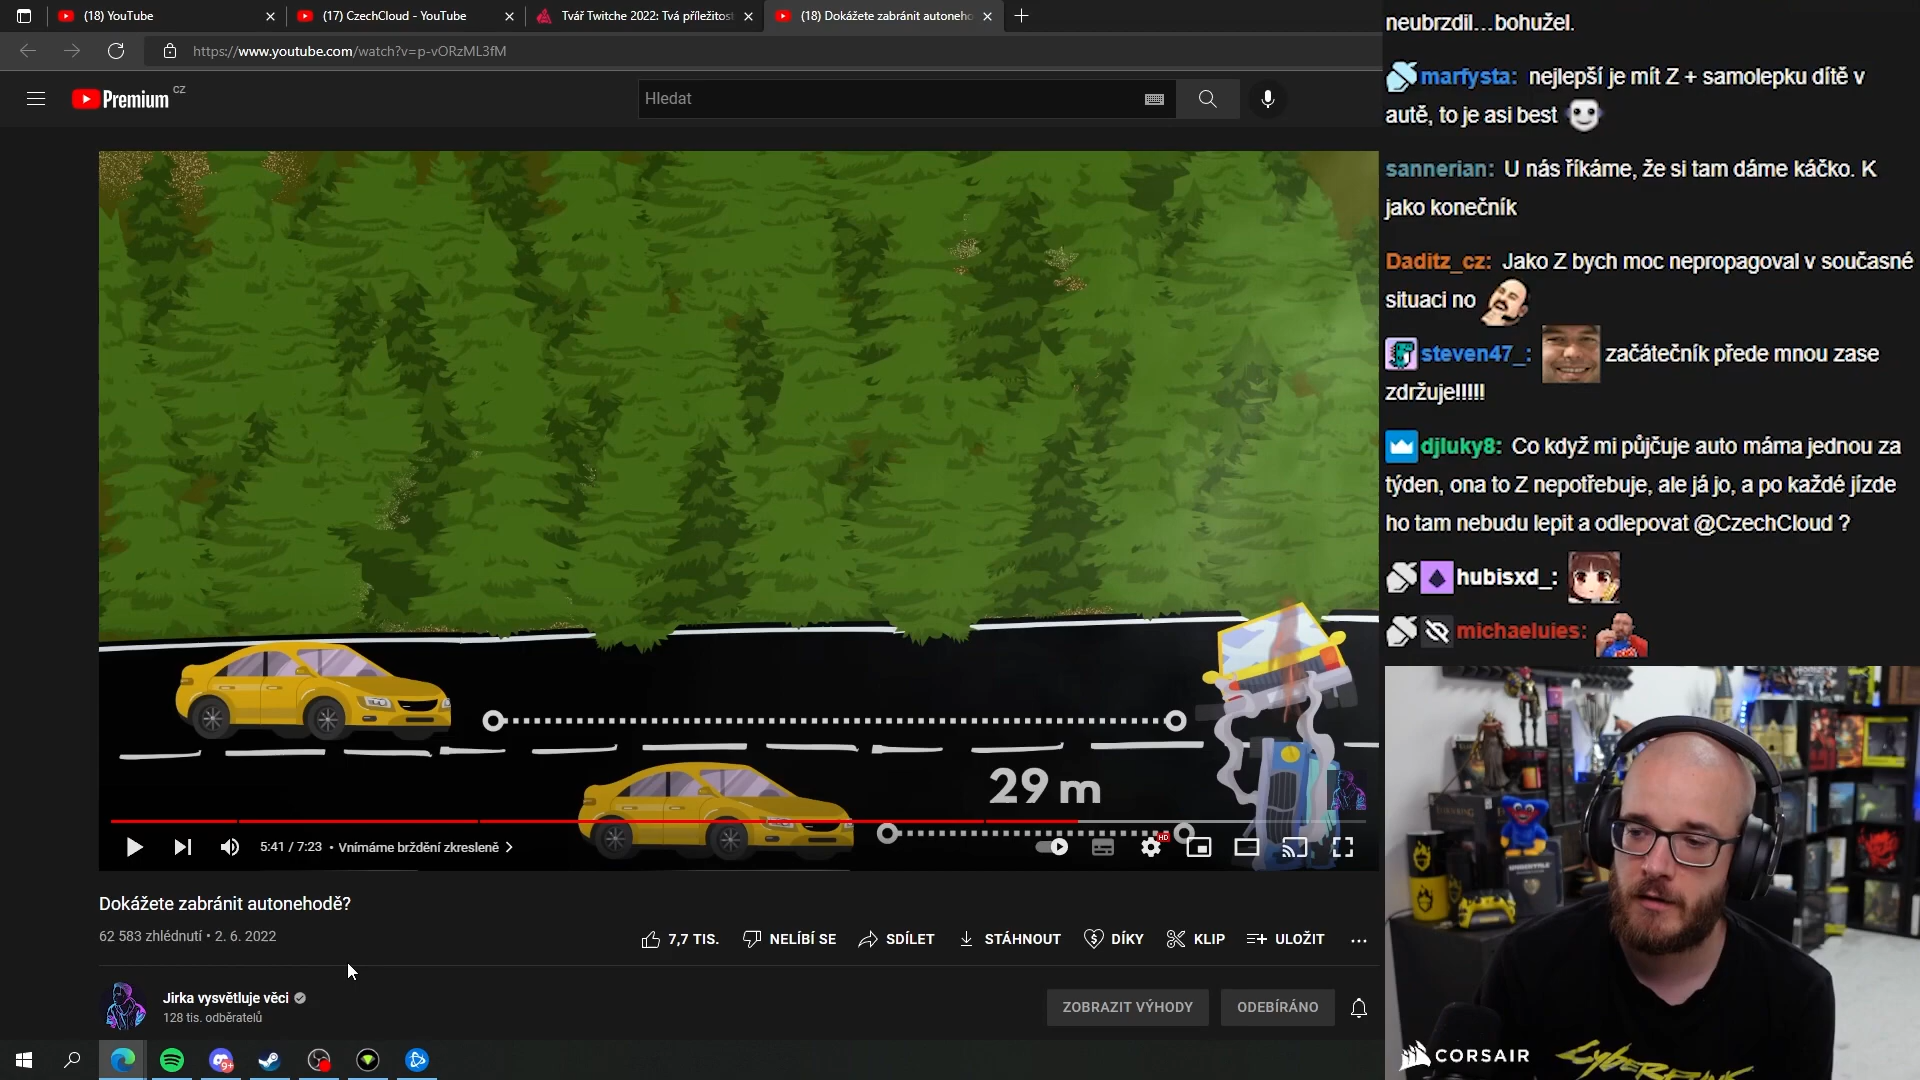 (18) YouTube
(17) CzechCloud - YouTube
Tvář Twitche 2022: Tvá příležitost
(18) Dokážete zabránit autoneho
https://www.youtube.com/watch?v=p-vORzML3fM
Premium CZ
Hledat
29 m
5:41 / 7:23 • Vnímáme brždění zkresleně
HD
Dokážete zabránit autonehodě?
62 583 zhlédnutí • 2. 6. 2022
7,7 TIS.
NELÍBÍ SE
SDÍLET
STÁHNOUT
DÍKY
KLIP
ULOŽIT
Jirka vysvětluje věci
128 tis. odběratelů
ZOBRAZIT VÝHODY
ODEBÍRÁNO
9+
neubrzdil...bohužel.
marfysta: nejlepší je mít Z + samolepku dítě v
autě, to je asi best
sannerian: U nás říkáme, že si tam dáme káčko. K
jako konečník
Daditz_cz: Jako Z bych moc nepropagoval v současné
situaci no
steven47_: začátečník přede mnou zase
zdržuje!!!!!
djluky8: Co když mi půjčuje auto máma jednou za
týden, ona to Z nepotřebuje, ale já jo, a po každé jízde
ho tam nebudu lepit a odlepovat @CzechCloud ?
hubisxd_:
michaeluies:
UNDERTALE
CORSAIR